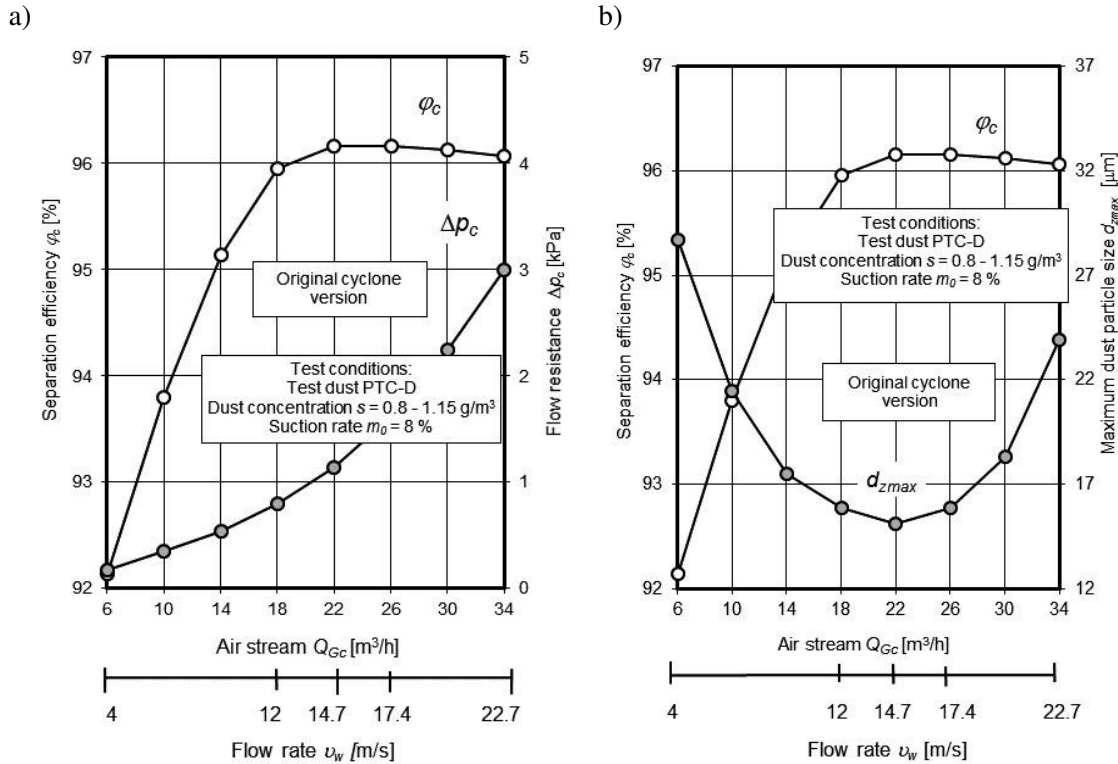 a)
97
96
95
94
93
92
Separation efficiency φc [%]
5
4
3
2
1
0
Flow resistance Δpc [kPa]
φc
Δpc
Original cyclone
version
Test conditions:
Test dust PTC-D
Dust concentration s = 0.8 - 1.15 g/m³
Suction rate m0 = 8 %
6 10 14 18 22 26 30 34
Air stream QGc [m³/h]
4 12 14.7 17.4 22.7
Flow rate υw [m/s]
b)
97
96
95
94
93
92
Separation efficiency φc [%]
37
32
27
22
17
12
Maximum dust particle size dzmax [μm]
φc
Test conditions:
Test dust PTC-D
Dust concentration s = 0.8 - 1.15 g/m³
Suction rate m0 = 8 %
Original cyclone
version
dzmax
6 10 14 18 22 26 30 34
Air stream QGc [m³/h]
4 12 14.7 17.4 22.7
Flow rate υw [m/s]